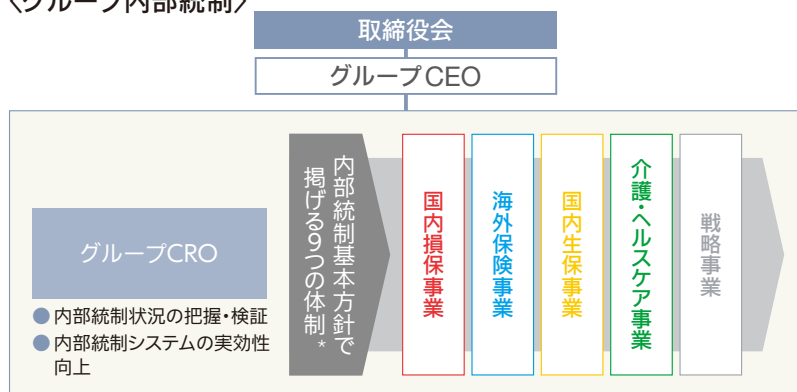 〈グループ内部統制〉
取締役会
グループCEO
グループCRO
●内部統制状況の把握・検証
●内部統制システムの実効性
向上
内部統制基本方針で
掲げる9つの体制*
国内損保事業
海外保険事業
国内生保事業
介護・ヘルスケア事業
戦略事業